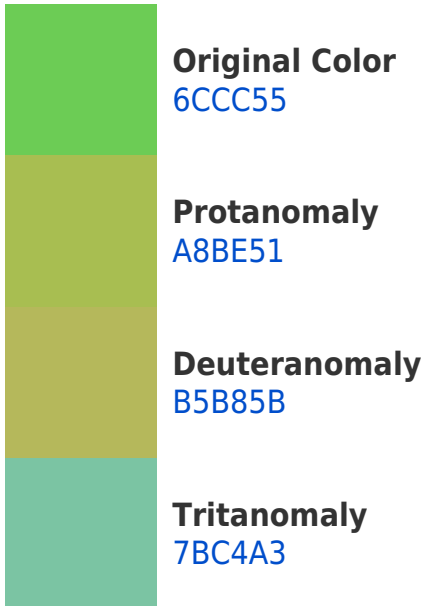 Original Color
6CCC55
Protanomaly
A8BE51
Deuteranomaly
B5B85B
Tritanomaly
7BC4A3